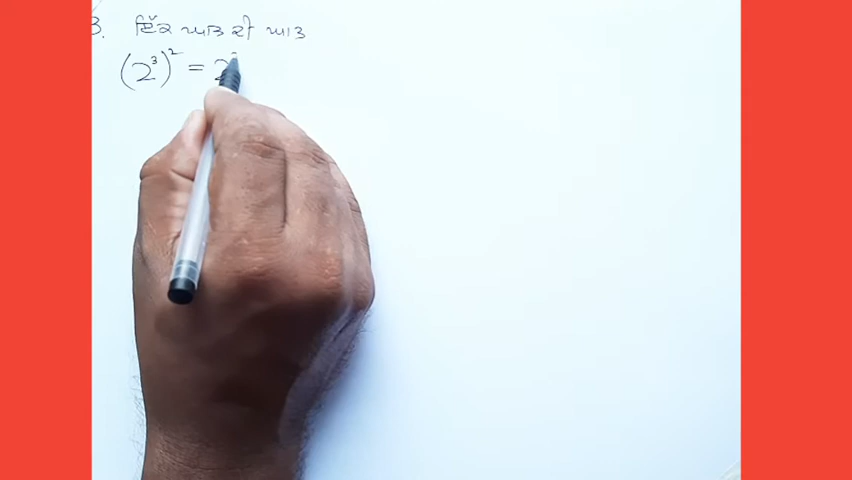 3. ਇੱਕ ਘਾਤ ਦੀ ਘਾਤ
(2³)² = 2